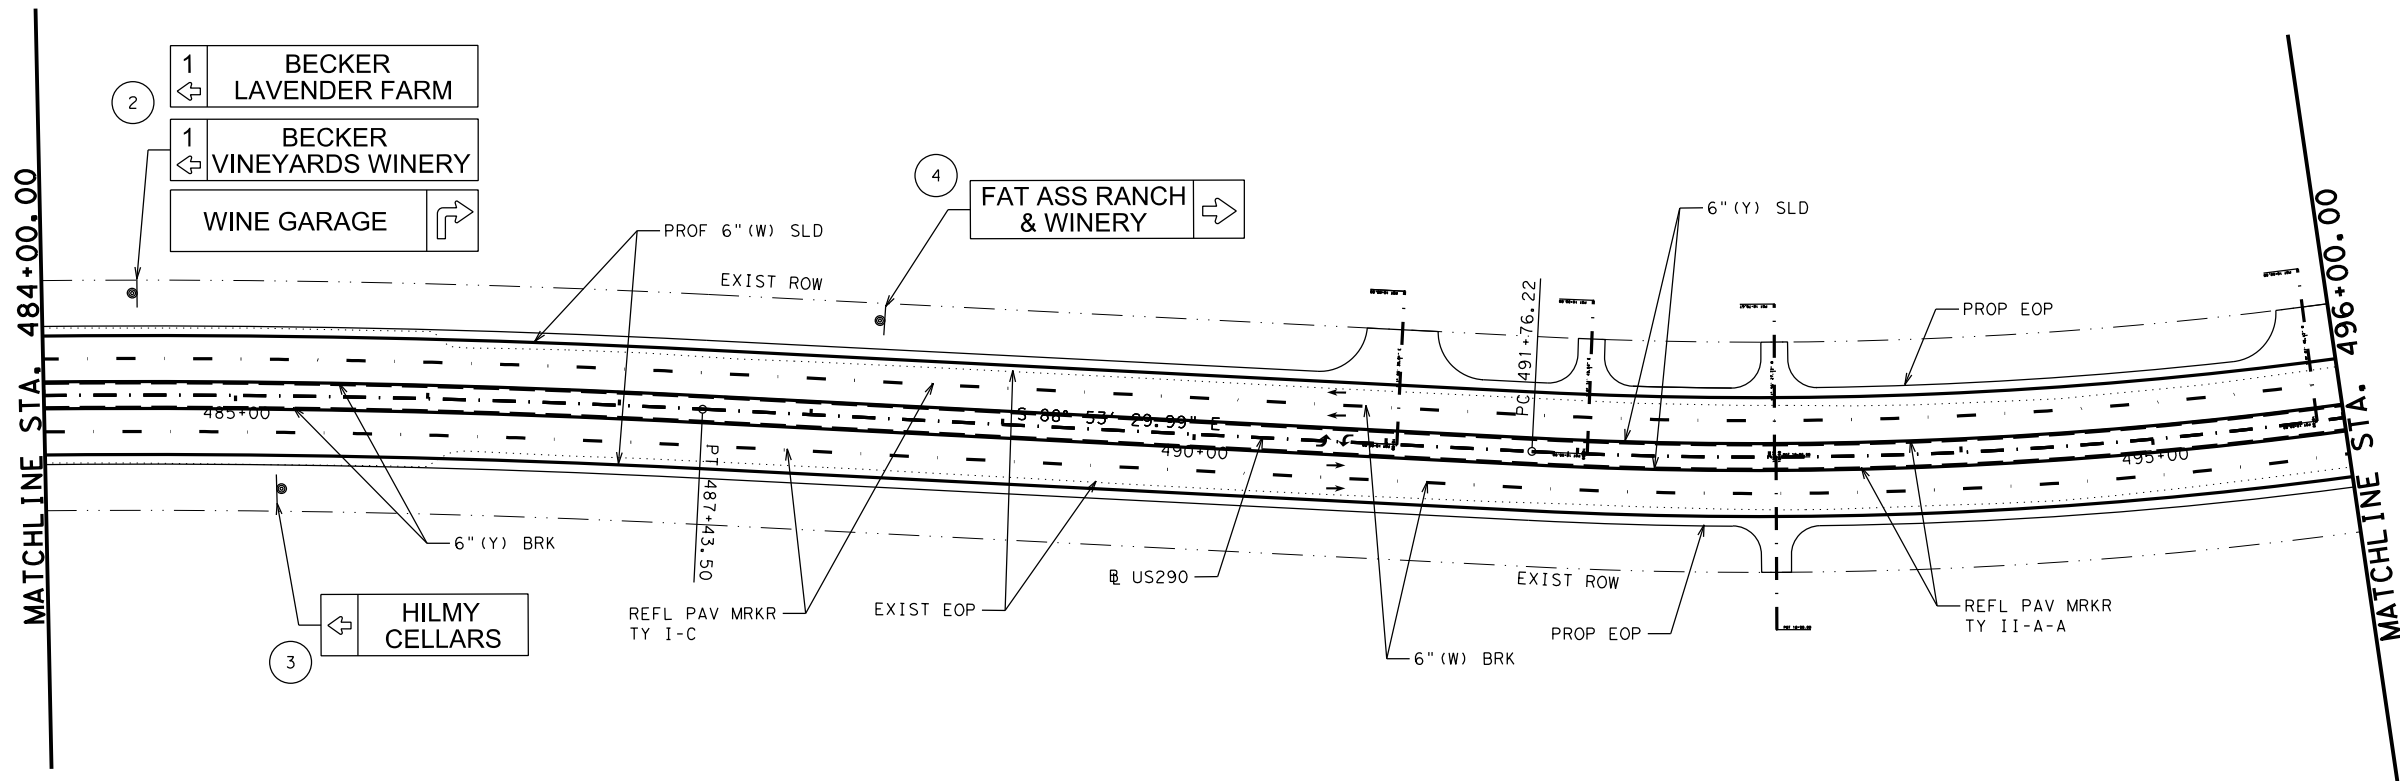 MATCHLINE STA. 484+00.00
2
1
BECKER
LAVENDER FARM
1
BECKER
VINEYARDS WINERY
WINE GARAGE
PROF 6"(W) SLD
EXIST ROW
4
FAT ASS RANCH
& WINERY
6"(Y) SLD
PROP EOP
MATCHLINE STA. 496+00.00
485+00
S 88° 53' 29.99" E
490+00
PC 491+76.22
495+00
PT 487+43.50
6"(Y) BRK
3
HILMY
CELLARS
REFL PAV MRKR
TY I-C
EXIST EOP
B US290
EXIST ROW
6"(W) BRK
PROP EOP
REFL PAV MRKR
TY II-A-A